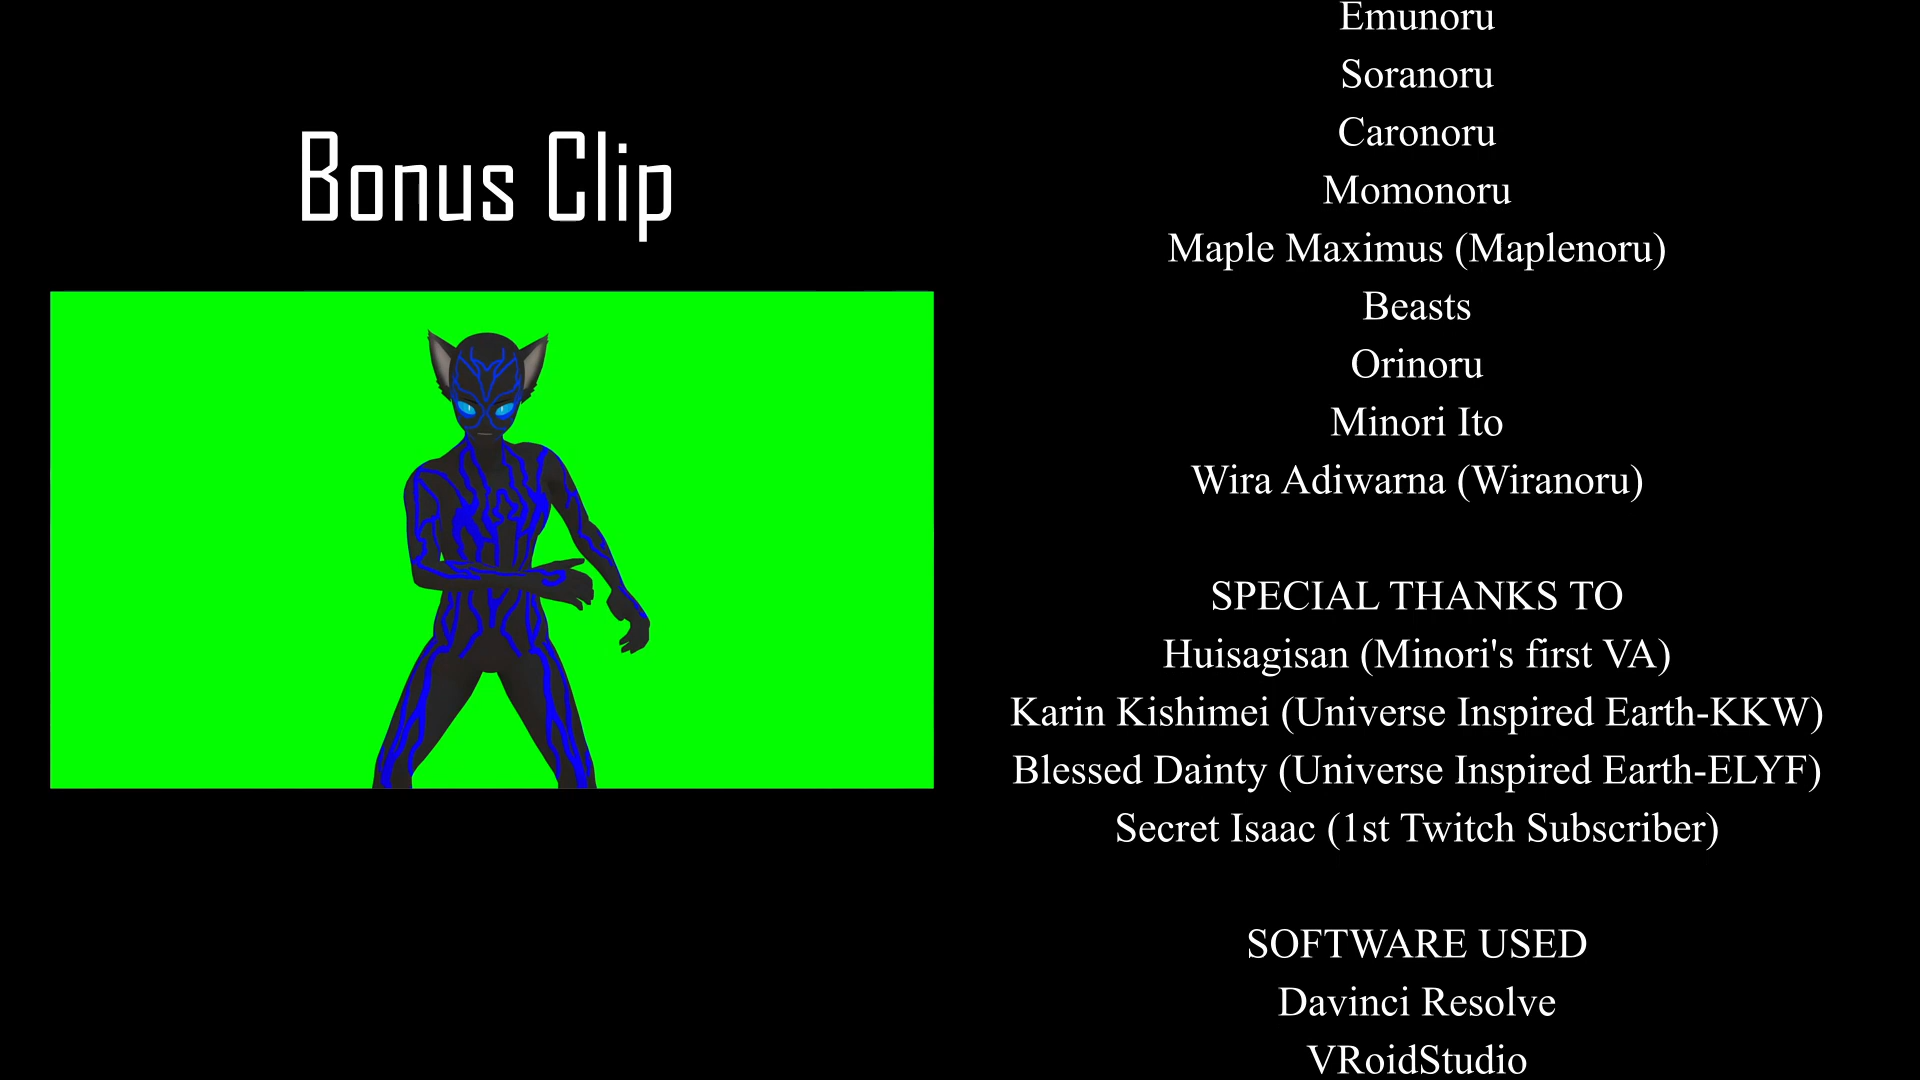 Bonus Clip
Emunoru
Soranoru
Caronoru
Momonoru
Maple Maximus (Maplenoru)
Beasts
Orinoru
Minori Ito
Wira Adiwarna (Wiranoru)
SPECIAL THANKS TO
Huisagisan (Minori's first VA)
Karin Kishimei (Universe Inspired Earth-KKW)
Blessed Dainty (Universe Inspired Earth-ELYF)
Secret Isaac (1st Twitch Subscriber)
SOFTWARE USED
Davinci Resolve
VRoidStudio